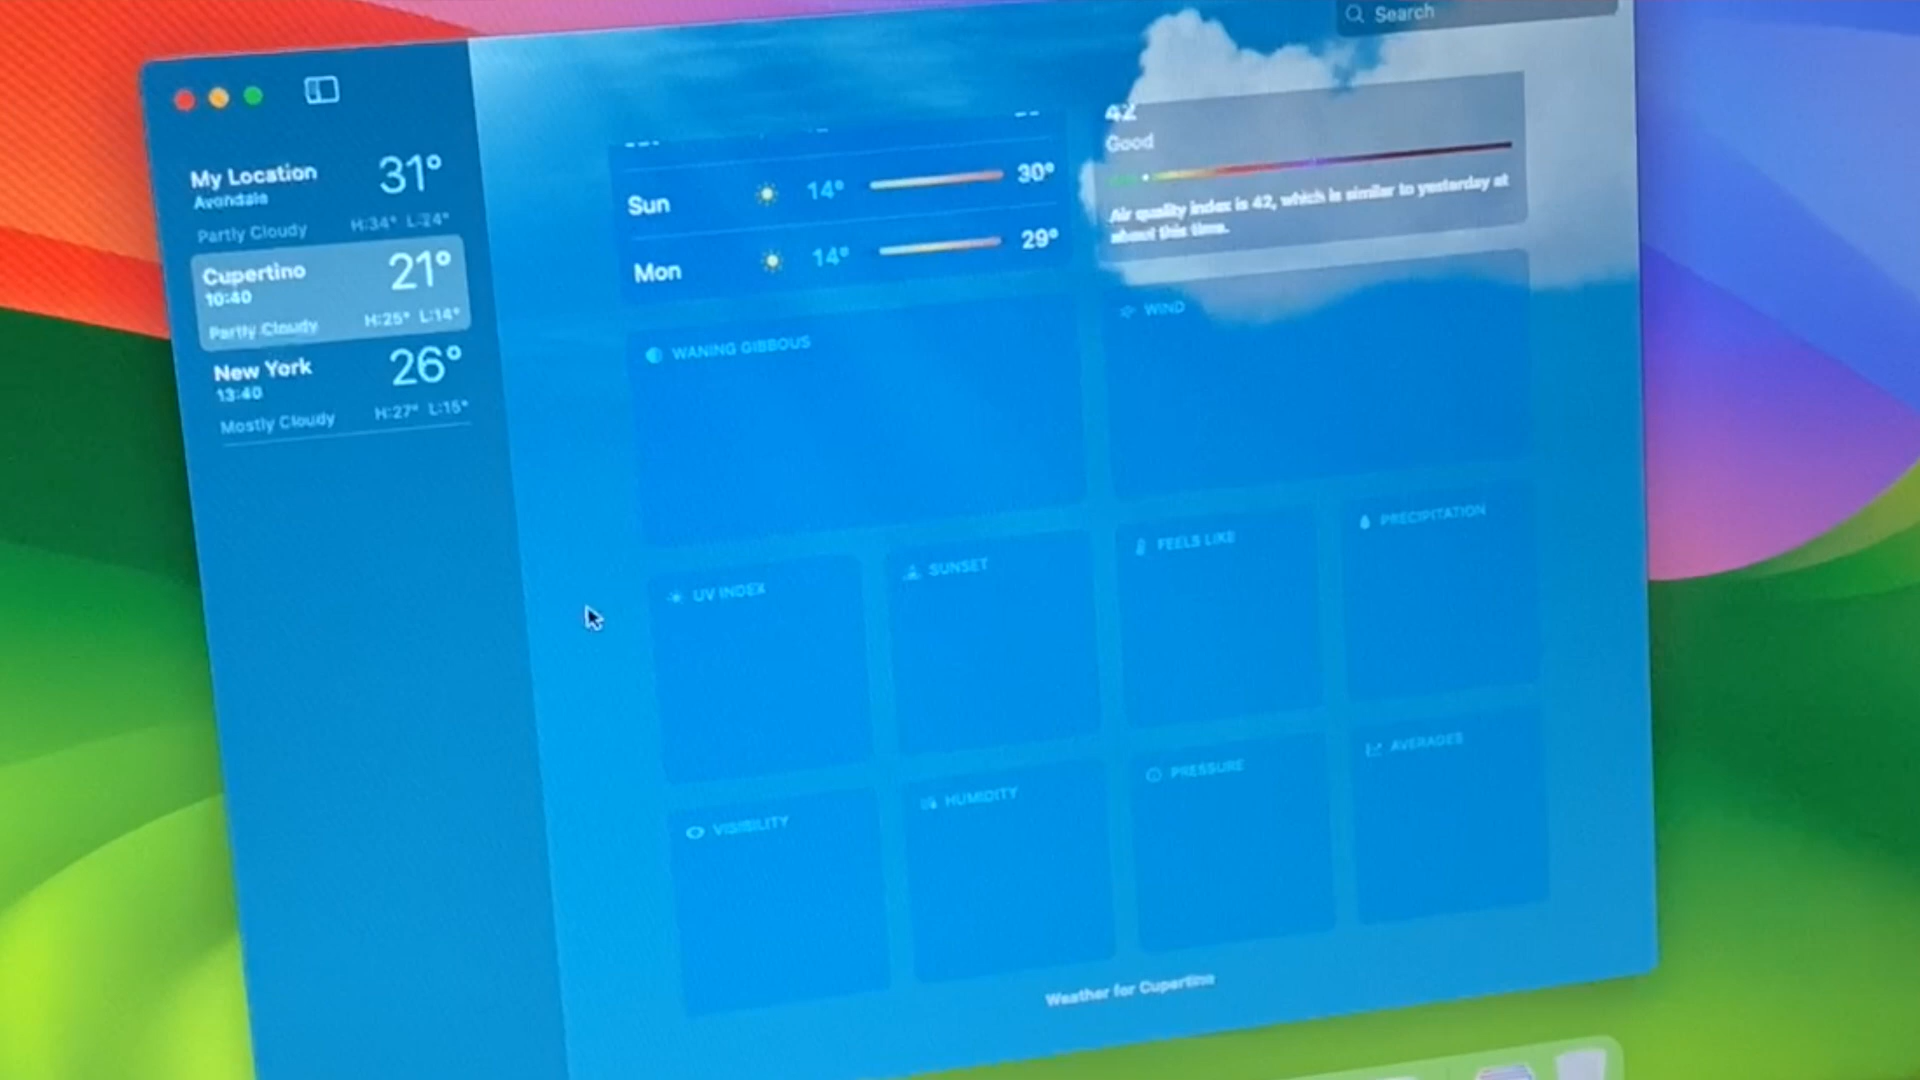 Search
My Location
31°
Avondale
Partly Cloudy
H:34° L:24°
Cupertino
21°
10:40
Partly Cloudy
H:25° L:14°
New York
26°
13:40
Mostly Cloudy
H:27° L:15°
Sun
14°
30°
Mon
14°
29°
42
Good
Air quality index is 42, which is similar to yesterday at
about this time.
WANING GIBBOUS
WIND
UV INDEX
SUNSET
FEELS LIKE
PRECIPITATION
VISIBILITY
HUMIDITY
PRESSURE
AVERAGES
Weather for Cupertino